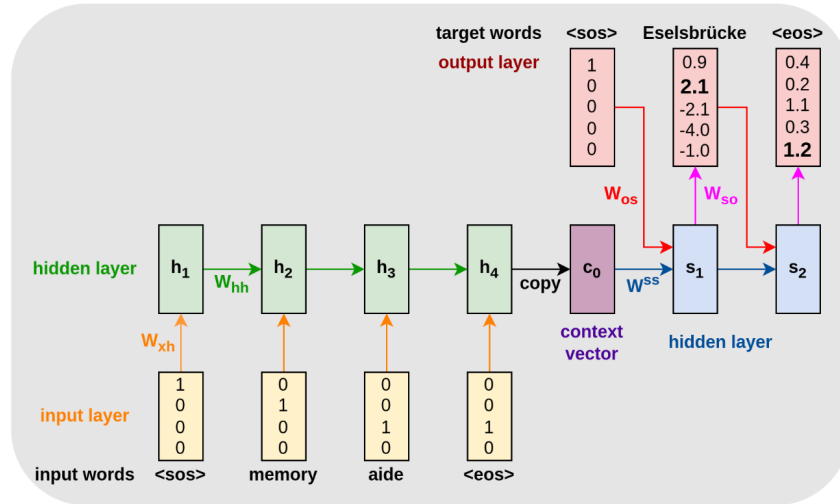 target words <sos> Eselsbrücke <eos>
output layer
1 0.9 0.4
0 2.1 0.2
0 -2.1 1.1
0 -4.0 0.3
0 -1.0 1.2
Wos Wso
hidden layer h1 h2 h3 h4 c0 s1 s2
Whh copy Wss
Wxh context vector hidden layer
1 0 0 0
0 1 0 0
input layer 0 0 1 1
0 0 0 0
input words <sos> memory aide <eos>